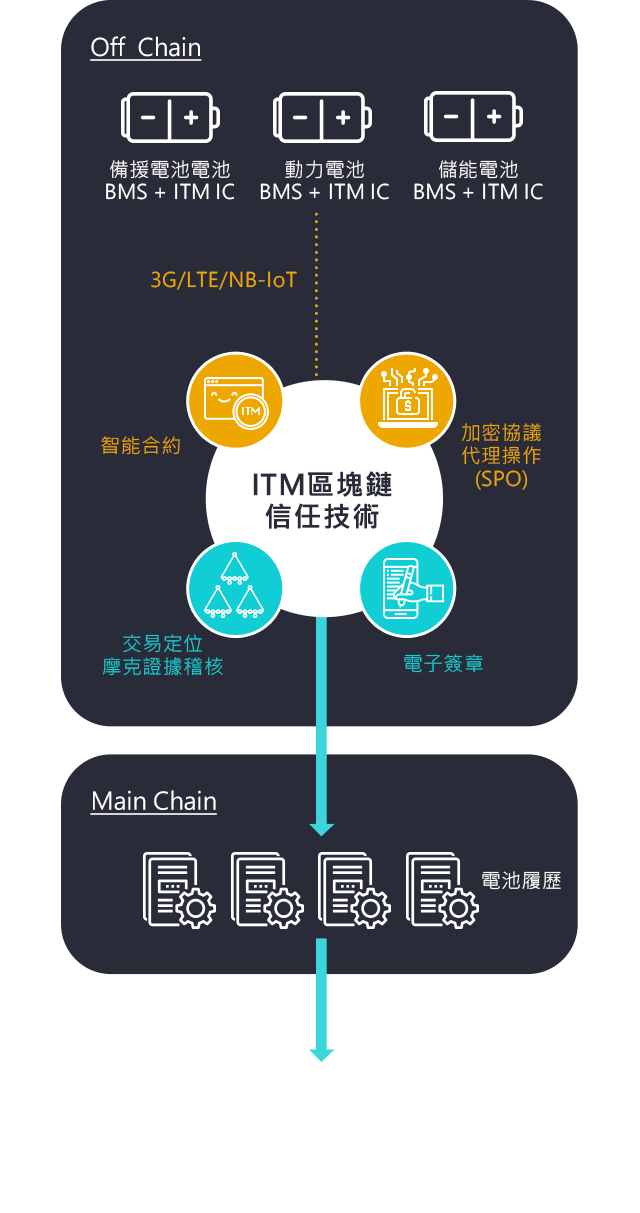 Off Chain
備援電池電池
BMS + ITM IC
動力電池
BMS + ITM IC
儲能電池
BMS + ITM IC
3G/LTE/NB-IoT
ITM
智能合約
加密協議
代理操作
(SPO)
ITM區塊鏈
信任技術
交易定位
摩克證據稽核
電子簽章
Main Chain
電池履歷